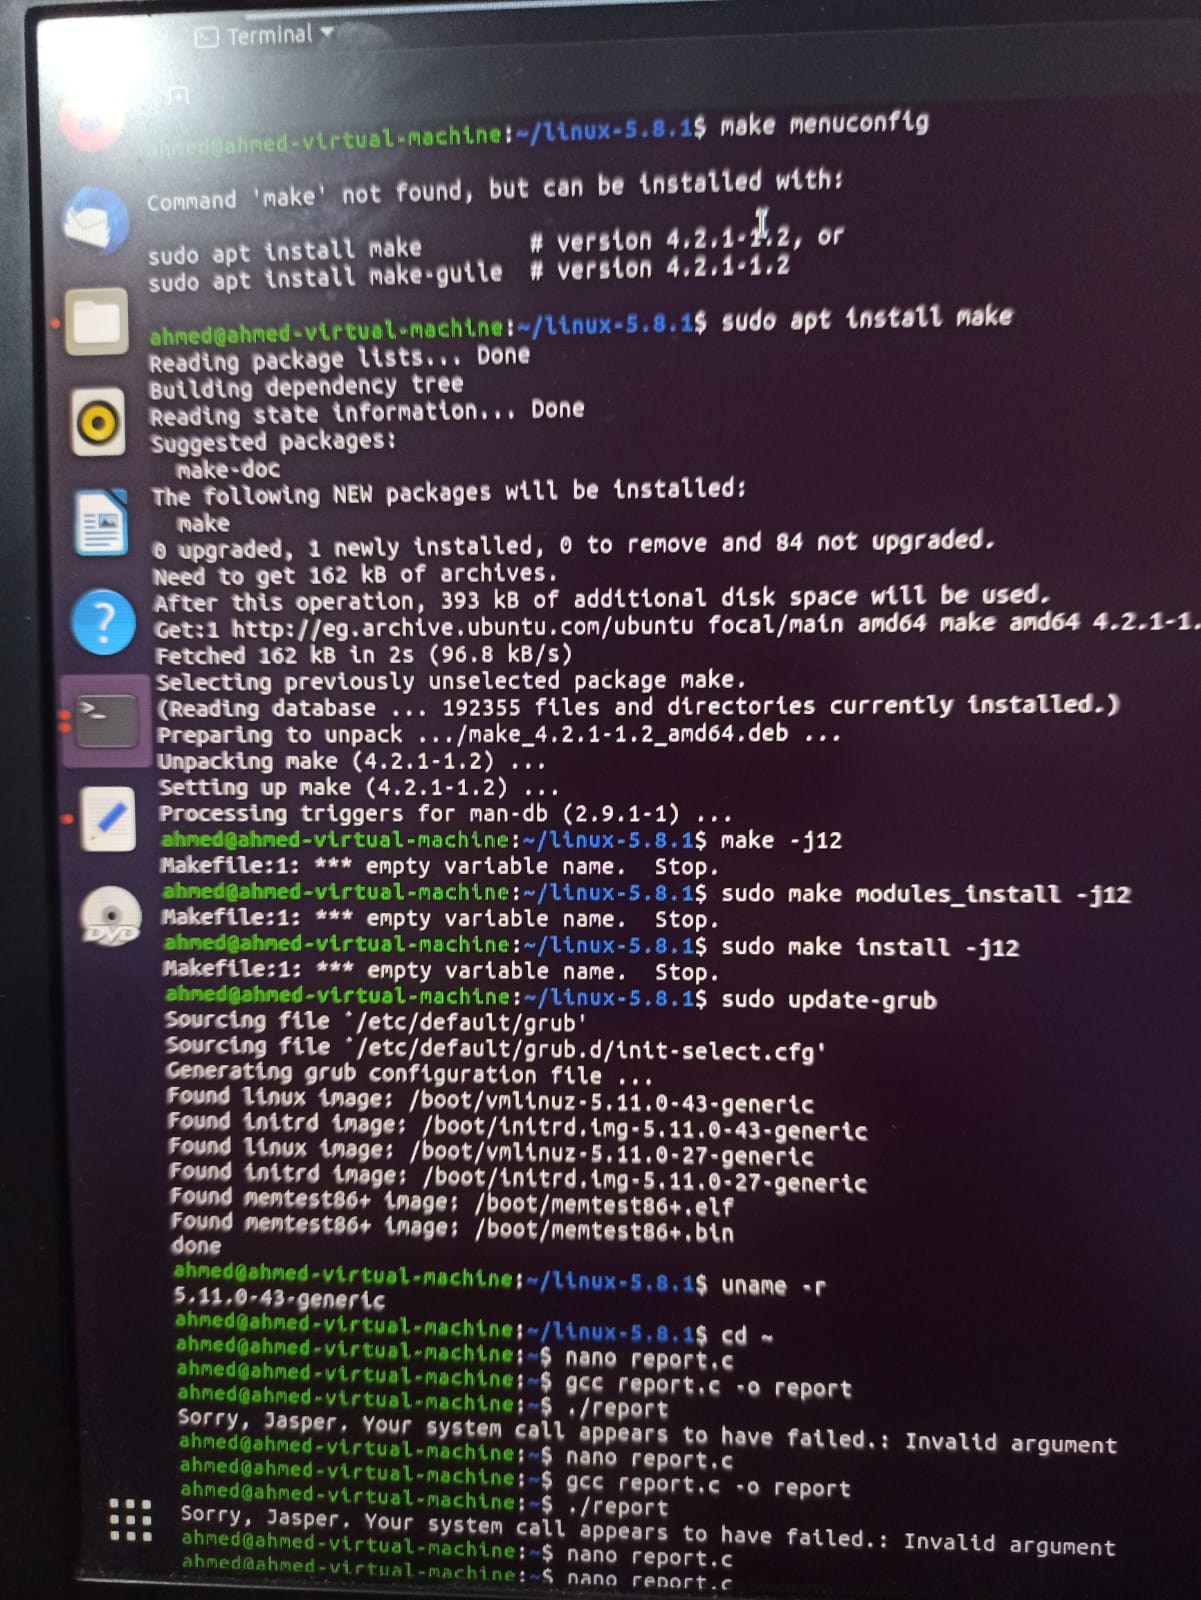 Terminal
ahmed@ahmed-virtual-machine:~/linux-5.8.1$ make menuconfig
Command 'make' not found, but can be installed with:
sudo apt install make # version 4.2.1-1.2, or
sudo apt install make-guile # version 4.2.1-1.2
ahmed@ahmed-virtual-machine:~/linux-5.8.1$ sudo apt install make
Reading package lists... Done
Building dependency tree
Reading state information... Done
Suggested packages:
make-doc
The following NEW packages will be installed:
make
0 upgraded, 1 newly installed, 0 to remove and 84 not upgraded.
Need to get 162 kB of archives.
After this operation, 393 kB of additional disk space will be used.
Get:1 http://eg.archive.ubuntu.com/ubuntu focal/main amd64 make amd64 4.2.1-1.
Fetched 162 kB in 2s (96.8 kB/s)
Selecting previously unselected package make.
(Reading database ... 192355 files and directories currently installed.)
Preparing to unpack .../make_4.2.1-1.2_amd64.deb ...
Unpacking make (4.2.1-1.2) ...
Setting up make (4.2.1-1.2) ...
Processing triggers for man-db (2.9.1-1) ...
ahmed@ahmed-virtual-machine:~/linux-5.8.1$ make -j12
Makefile:1: *** empty variable name.  Stop.
ahmed@ahmed-virtual-machine:~/linux-5.8.1$ sudo make modules_install -j12
Makefile:1: *** empty variable name.  Stop.
ahmed@ahmed-virtual-machine:~/linux-5.8.1$ sudo make install -j12
Makefile:1: *** empty variable name.  Stop.
ahmed@ahmed-virtual-machine:~/linux-5.8.1$ sudo update-grub
Sourcing file `/etc/default/grub'
Sourcing file `/etc/default/grub.d/init-select.cfg'
Generating grub configuration file ...
Found linux image: /boot/vmlinuz-5.11.0-43-generic
Found initrd image: /boot/initrd.img-5.11.0-43-generic
Found linux image: /boot/vmlinuz-5.11.0-27-generic
Found initrd image: /boot/initrd.img-5.11.0-27-generic
Found memtest86+ image: /boot/memtest86+.elf
Found memtest86+ image: /boot/memtest86+.bin
done
ahmed@ahmed-virtual-machine:~/linux-5.8.1$ uname -r
5.11.0-43-generic
ahmed@ahmed-virtual-machine:~/linux-5.8.1$ cd ~
ahmed@ahmed-virtual-machine:~$ nano report.c
ahmed@ahmed-virtual-machine:~$ gcc report.c -o report
ahmed@ahmed-virtual-machine:~$ ./report
Sorry, Jasper. Your system call appears to have failed.: Invalid argument
ahmed@ahmed-virtual-machine:~$ nano report.c
ahmed@ahmed-virtual-machine:~$ gcc report.c -o report
ahmed@ahmed-virtual-machine:~$ ./report
Sorry, Jasper. Your system call appears to have failed.: Invalid argument
ahmed@ahmed-virtual-machine:~$ nano report.c
ahmed@ahmed-virtual-machine:~$ nano report.c
DVD